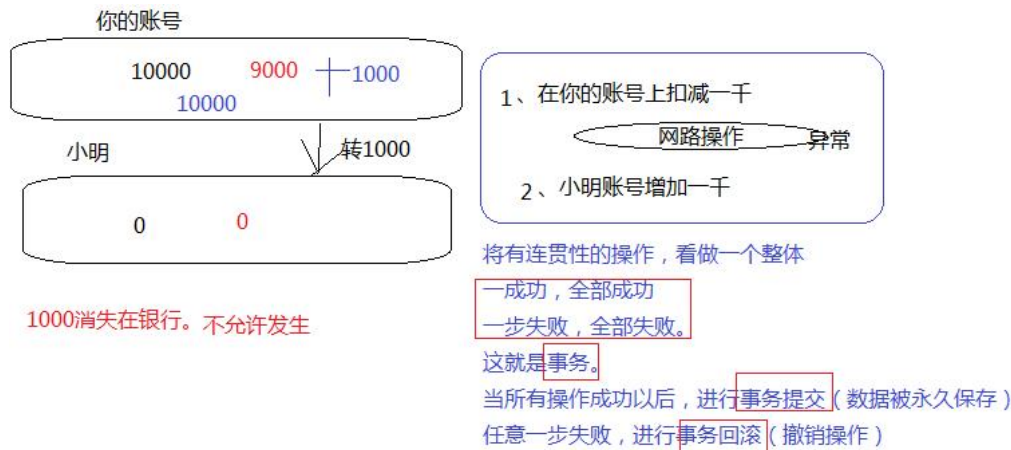 你的账号
10000 9000 1000
10000
小明
转1000
0 0
1000消失在银行。不允许发生
1、在你的账号上扣减一千
网路操作 异常
2、小明账号增加一千
将有连贯性的操作，看做一个整体
一成功，全部成功
一步失败，全部失败。
这就是事务。
当所有操作成功以后，进行事务提交（数据被永久保存）
任意一步失败，进行事务回滚（撤销操作）